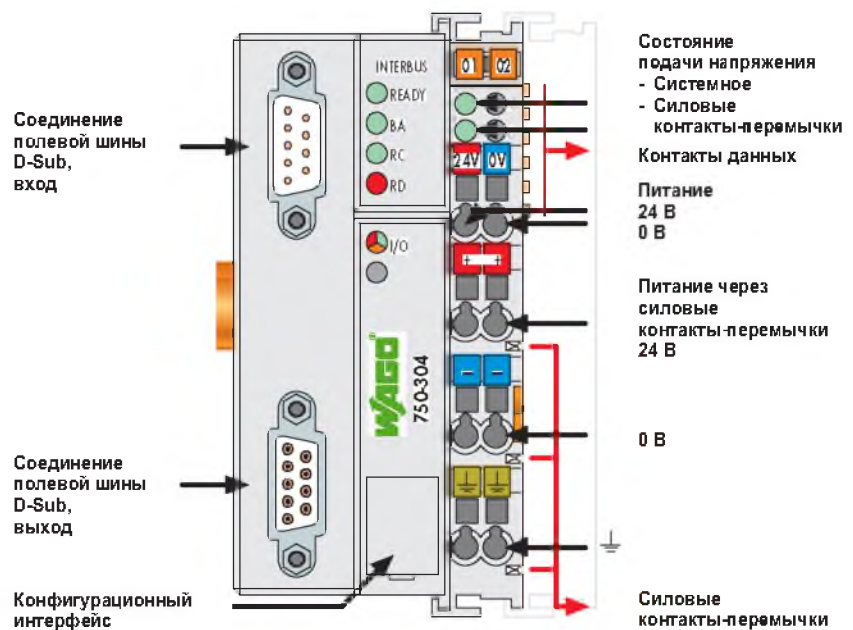 Соединение
полевой шины
D-Sub,
вход
Соединение
полевой шины
D-Sub,
выход
Конфигурационный
интерфейс
INTERBUS
READY
BA
RC
RD
I/O
WAGO
750-304
01 02
24V 0V
+ +
– –
Состояние
подачи напряжения
- Системное
- Силовые
контакты-перемычки
Контакты данных
Питание
24 В
0 В
Питание через
силовые
контакты-перемычки
24 В
0 В
Силовые
контакты-перемычки